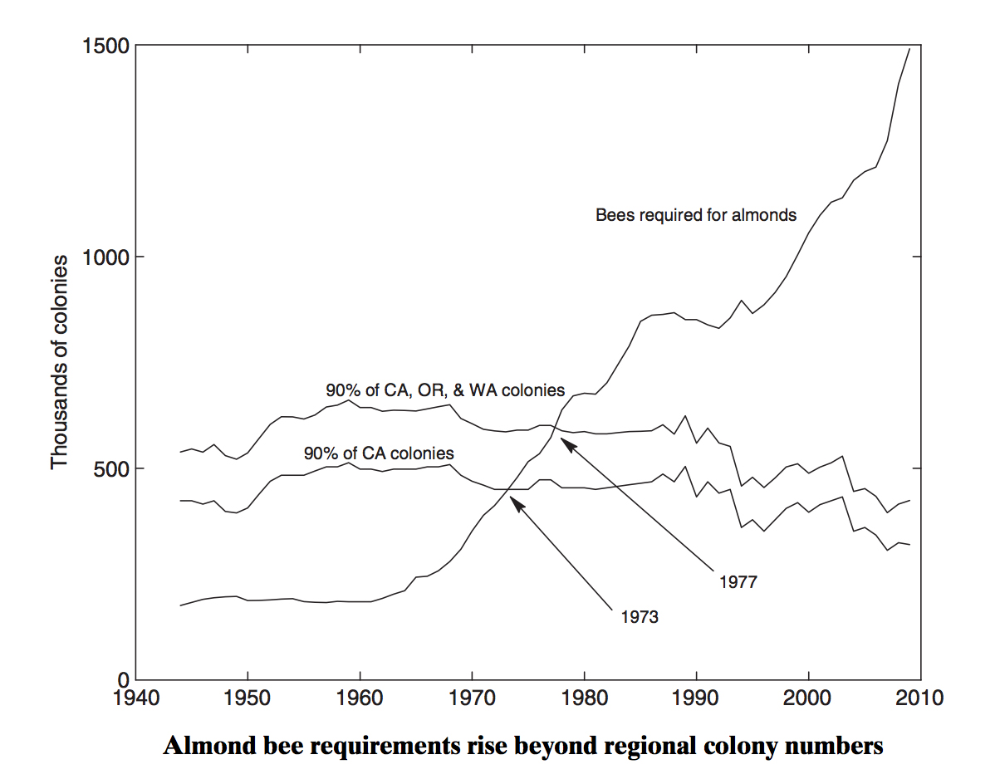 1500
Bees required for almonds
1000
Thousands of colonies
90% of CA, OR, & WA colonies
90% of CA colonies
500
1977
1973
0
1940 1950 1960 1970 1980 1990 2000 2010
Almond bee requirements rise beyond regional colony numbers